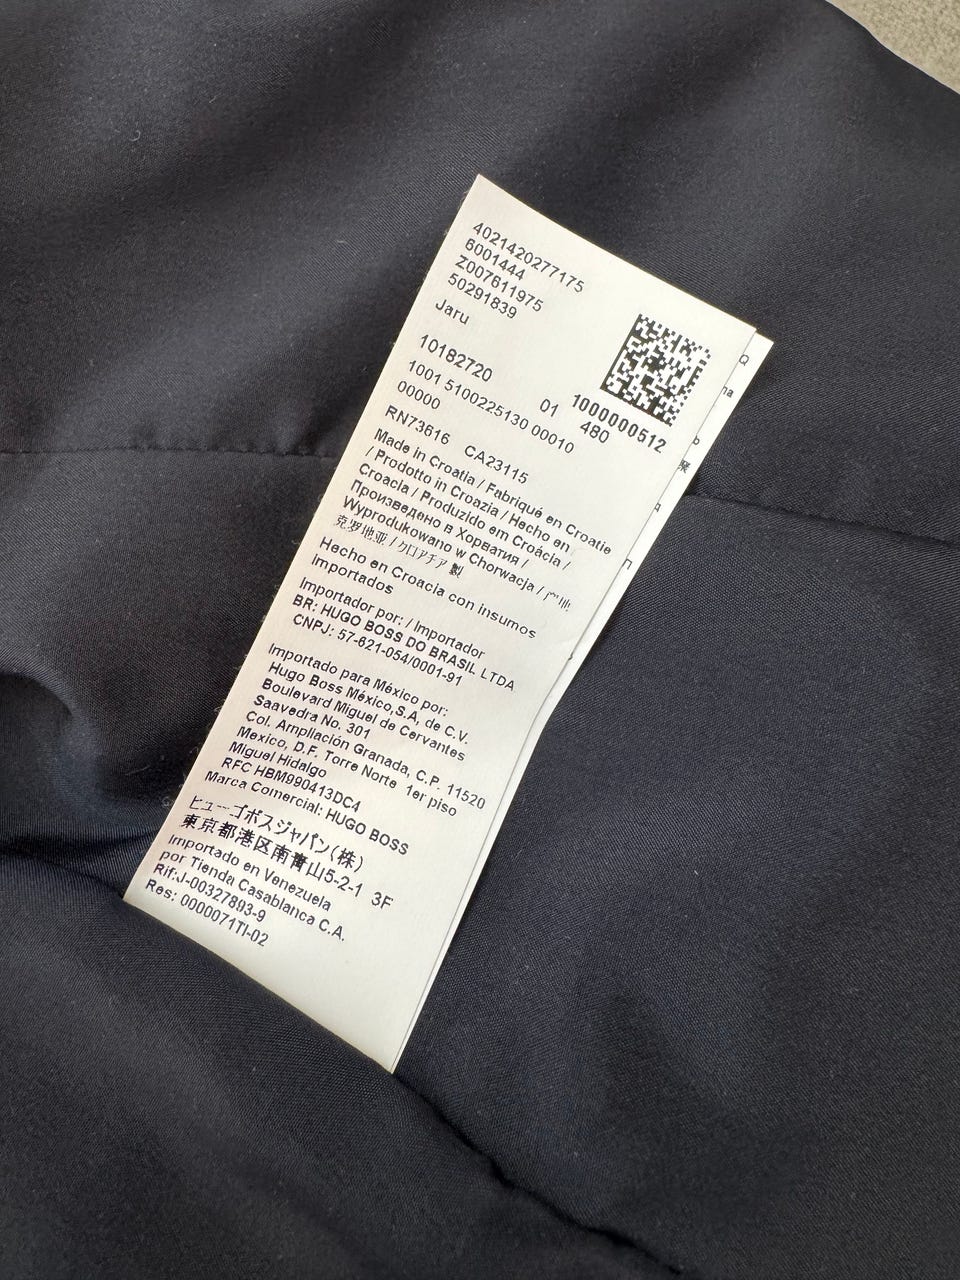 4021420277175
6001444
Z007611975
50291839
Jaru
10182720
01 1000000512
1001 5100225130 00010 480
00000
RN73616 CA23115
Made in Croatia / Fabriqué en Croatie
/ Prodotto in Croazia / Hecho en
Croacia / Produzido em Croácia /
Произведено в Хорватия /
Wyprodukowano w Chorwacja /
克罗地亚 / クロアチア 製
Hecho en Croacia con insumos
Importados
Importador por: / Importador
BR: HUGO BOSS DO BRASIL LTDA
CNPJ: 57-621-054/0001-91
Importado para México por:
Hugo Boss México,S.A, de C.V.
Boulevard Miguel de Cervantes
Saavedra No. 301
Col. Ampliación Granada, C.P. 11520
Mexico, D.F. Torre Norte 1er piso
Miguel Hidalgo
RFC HBM990413DC4
Marca Comercial: HUGO BOSS
ヒューゴボスジャパン(株)
東京都港区南青山5-2-1 3F
Importado en Venezuela
por Tienda Casablanca C.A.
Rif:J-00327893-9
Res: 0000071TI-02